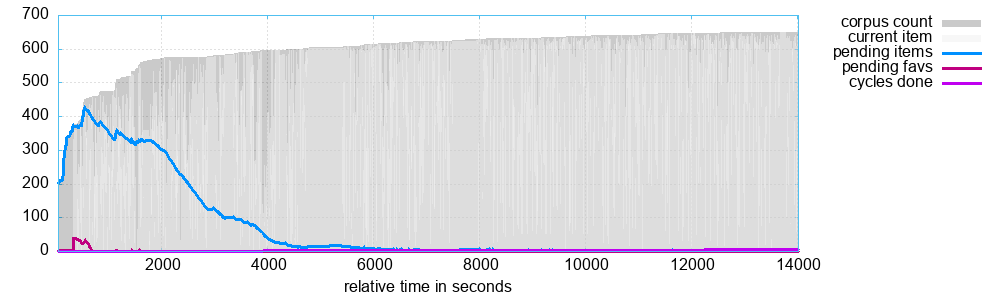 700
600
500
400
300
200
100
0
2000 4000 6000 8000 10000 12000 14000
relative time in seconds
corpus count
current item
pending items
pending favs
cycles done